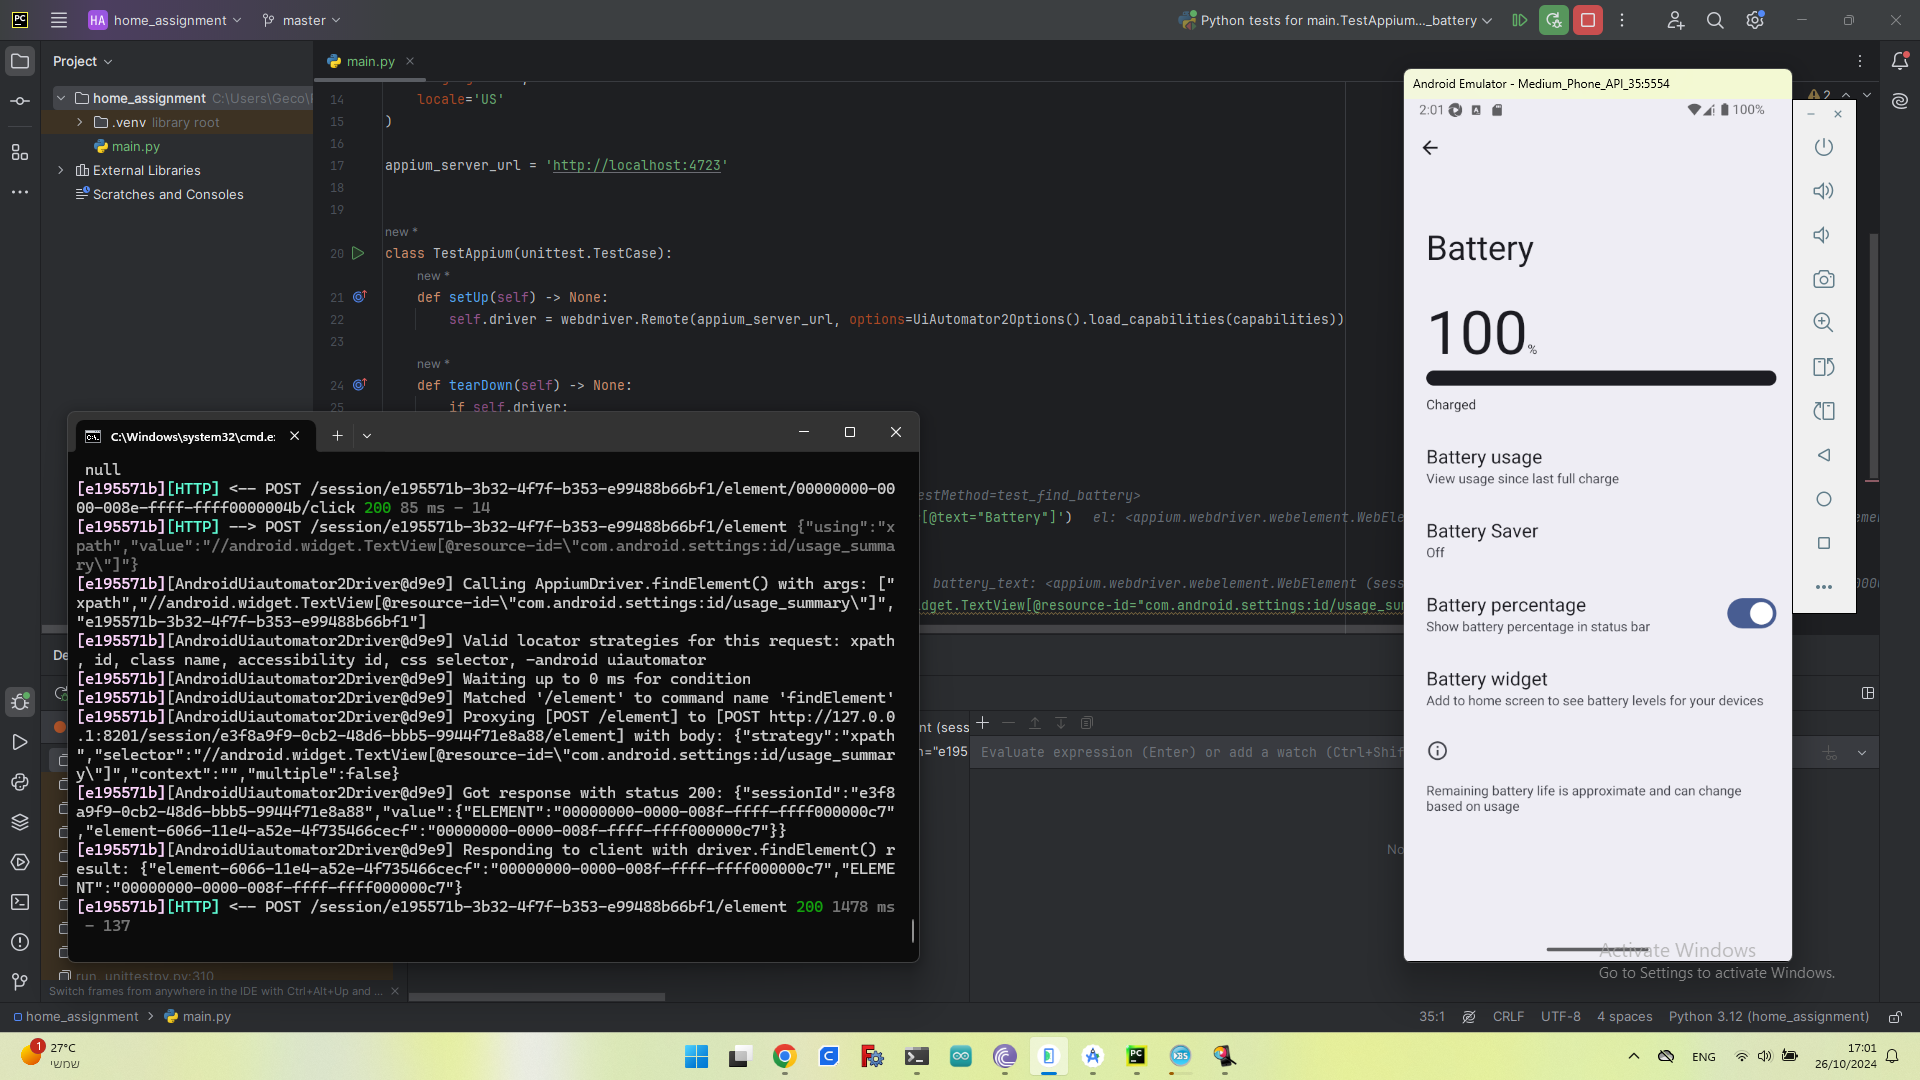 PC
HA
home_assignment
master
Python tests for main.TestAppium..._battery
Project
home_assignment C:\Users\Geco\
.venv library root
main.py
External Libraries
Scratches and Consoles
main.py
2
14 locale='US'
15 )
16
17 appium_server_url = 'http://localhost:4723'
18
19
new *
20 class TestAppium(unittest.TestCase):
new *
21 def setUp(self) -> None:
22 self.driver = webdriver.Remote(appium_server_url, options=UiAutomator2Options().load_capabilities(capabilities))
23
new *
24 def tearDown(self) -> None:
25 if self.driver:
estMethod=test_find_battery>
[@text="Battery"]') el: <appium.webdriver.webelement.WebEle
battery_text: <appium.webdriver.webelement.WebElement (sess
dget.TextView[@resource-id="com.android.settings:id/usage_su
C:\Windows\system32\cmd.e:
null
[e195571b][HTTP] <-- POST /session/e195571b-3b32-4f7f-b353-e99488b66bf1/element/00000000-00
00-008e-ffff-ffff0000004b/click 200 85 ms - 14
[e195571b][HTTP] --> POST /session/e195571b-3b32-4f7f-b353-e99488b66bf1/element {"using":"x
path","value":"//android.widget.TextView[@resource-id=\"com.android.settings:id/usage_summa
ry\"]"}
[e195571b][AndroidUiautomator2Driver@d9e9] Calling AppiumDriver.findElement() with args: ["
xpath","//android.widget.TextView[@resource-id=\"com.android.settings:id/usage_summary\"]",
"e195571b-3b32-4f7f-b353-e99488b66bf1"]
[e195571b][AndroidUiautomator2Driver@d9e9] Valid locator strategies for this request: xpath
, id, class name, accessibility id, css selector, -android uiautomator
[e195571b][AndroidUiautomator2Driver@d9e9] Waiting up to 0 ms for condition
[e195571b][AndroidUiautomator2Driver@d9e9] Matched '/element' to command name 'findElement'
[e195571b][AndroidUiautomator2Driver@d9e9] Proxying [POST /element] to [POST http://127.0.0
.1:8201/session/e3f8a9f9-0cb2-48d6-bbb5-9944f71e8a88/element] with body: {"strategy":"xpath
","selector":"//android.widget.TextView[@resource-id=\"com.android.settings:id/usage_summar
y\"]","context":"","multiple":false}
[e195571b][AndroidUiautomator2Driver@d9e9] Got response with status 200: {"sessionId":"e3f8
a9f9-0cb2-48d6-bbb5-9944f71e8a88","value":{"ELEMENT":"00000000-0000-008f-ffff-ffff000000c7"
,"element-6066-11e4-a52e-4f735466cecf":"00000000-0000-008f-ffff-ffff000000c7"}}
[e195571b][AndroidUiautomator2Driver@d9e9] Responding to client with driver.findElement() r
esult: {"element-6066-11e4-a52e-4f735466cecf":"00000000-0000-008f-ffff-ffff000000c7","ELEME
NT":"00000000-0000-008f-ffff-ffff000000c7"}
[e195571b][HTTP] <-- POST /session/e195571b-3b32-4f7f-b353-e99488b66bf1/element 200 1478 ms
- 137
De
nt (sess
="e195
Evaluate expression (Enter) or add a watch (Ctrl+Shif
No
run_unittestpy.py:310
Switch frames from anywhere in the IDE with Ctrl+Alt+Up and ...
Android Emulator - Medium_Phone_API_35:5554
2:01
100%
Battery
100%
Charged
Battery usage
View usage since last full charge
Battery Saver
Off
Battery percentage
Show battery percentage in status bar
Battery widget
Add to home screen to see battery levels for your devices
Remaining battery life is approximate and can change
based on usage
Activate Windows
Go to Settings to activate Windows.
home_assignment
main.py
35:1
CRLF
UTF-8
4 spaces
Python 3.12 (home_assignment)
1
27°C
שמשי
PC
ENG
17:01
26/10/2024